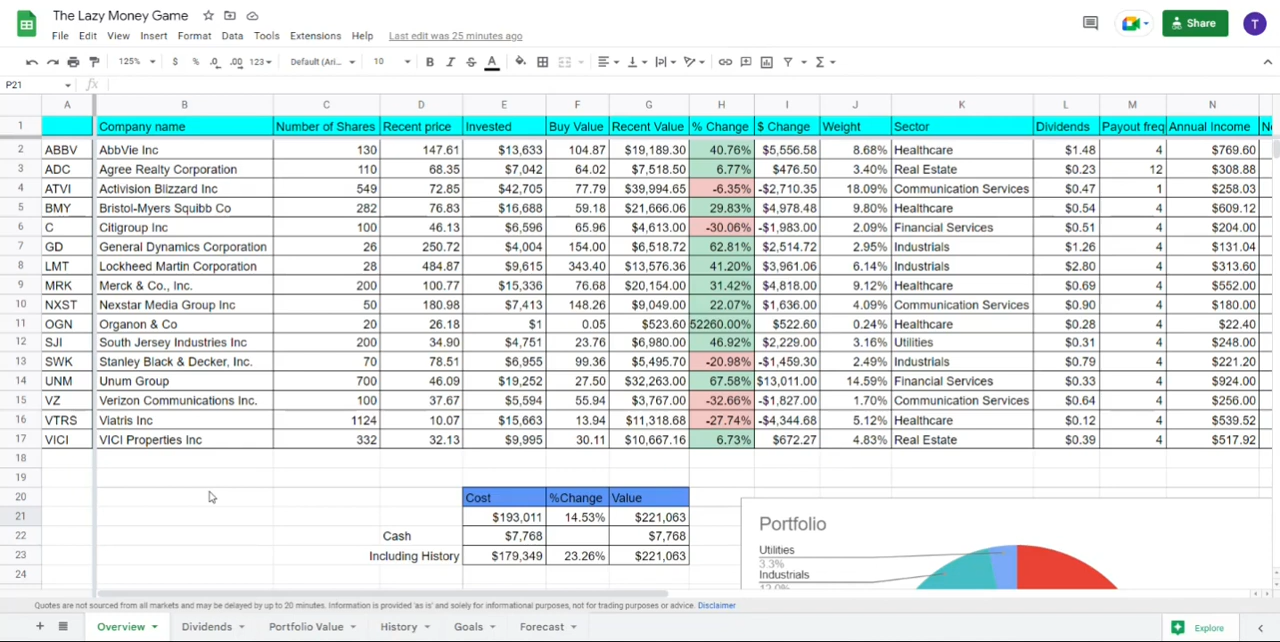 The Lazy Money Game
File Edit View Insert Format Data Tools Extensions Help Last edit was 25 minutes ago
Share
T
125% $ % .0 .00 123 Default (Ari... 10 B I S A
P21 fx
A B C D E F G H I J K L M N
1 Company name Number of Shares Recent price Invested Buy Value Recent Value % Change $ Change Weight Sector Dividends Payout freq Annual Income
2 ABBV AbbVie Inc 130 147.61 $13,633 104.87 $19,189.30 40.76% $5,556.58 8.68% Healthcare $1.48 4 $769.60
3 ADC Agree Realty Corporation 110 68.35 $7,042 64.02 $7,518.50 6.77% $476.50 3.40% Real Estate $0.23 12 $308.88
4 ATVI Activision Blizzard Inc 549 72.85 $42,705 77.79 $39,994.65 -6.35% -$2,710.35 18.09% Communication Services $0.47 1 $258.03
5 BMY Bristol-Myers Squibb Co 282 76.83 $16,688 59.18 $21,666.06 29.83% $4,978.48 9.80% Healthcare $0.54 4 $609.12
6 C Citigroup Inc 100 46.13 $6,596 65.96 $4,613.00 -30.06% -$1,983.00 2.09% Financial Services $0.51 4 $204.00
7 GD General Dynamics Corporation 26 250.72 $4,004 154.00 $6,518.72 62.81% $2,514.72 2.95% Industrials $1.26 4 $131.04
8 LMT Lockheed Martin Corporation 28 484.87 $9,615 343.40 $13,576.36 41.20% $3,961.06 6.14% Industrials $2.80 4 $313.60
9 MRK Merck & Co., Inc. 200 100.77 $15,336 76.68 $20,154.00 31.42% $4,818.00 9.12% Healthcare $0.69 4 $552.00
10 NXST Nexstar Media Group Inc 50 180.98 $7,413 148.26 $9,049.00 22.07% $1,636.00 4.09% Communication Services $0.90 4 $180.00
11 OGN Organon & Co 20 26.18 $1 0.05 $523.60 52260.00% $522.60 0.24% Healthcare $0.28 4 $22.40
12 SJI South Jersey Industries Inc 200 34.90 $4,751 23.76 $6,980.00 46.92% $2,229.00 3.16% Utilities $0.31 4 $248.00
13 SWK Stanley Black & Decker, Inc. 70 78.51 $6,955 99.36 $5,495.70 -20.98% -$1,459.30 2.49% Industrials $0.79 4 $221.20
14 UNM Unum Group 700 46.09 $19,252 27.50 $32,263.00 67.58% $13,011.00 14.59% Financial Services $0.33 4 $924.00
15 VZ Verizon Communications Inc. 100 37.67 $5,594 55.94 $3,767.00 -32.66% -$1,827.00 1.70% Communication Services $0.64 4 $256.00
16 VTRS Viatris Inc 1124 10.07 $15,663 13.94 $11,318.68 -27.74% -$4,344.68 5.12% Healthcare $0.12 4 $539.52
17 VICI VICI Properties Inc 332 32.13 $9,995 30.11 $10,667.16 6.73% $672.27 4.83% Real Estate $0.39 4 $517.92
18
19
20 Cost %Change Value
21 $193,011 14.53% $221,063
22 Cash $7,768 $7,768
23 Including History $179,349 23.26% $221,063
24
Portfolio
Utilities
3.3%
Industrials
Quotes are not sourced from all markets and may be delayed by up to 20 minutes. Information is provided 'as is' and solely for informational purposes, not for trading purposes or advice. Disclaimer
Overview Dividends Portfolio Value History Goals Forecast Explore